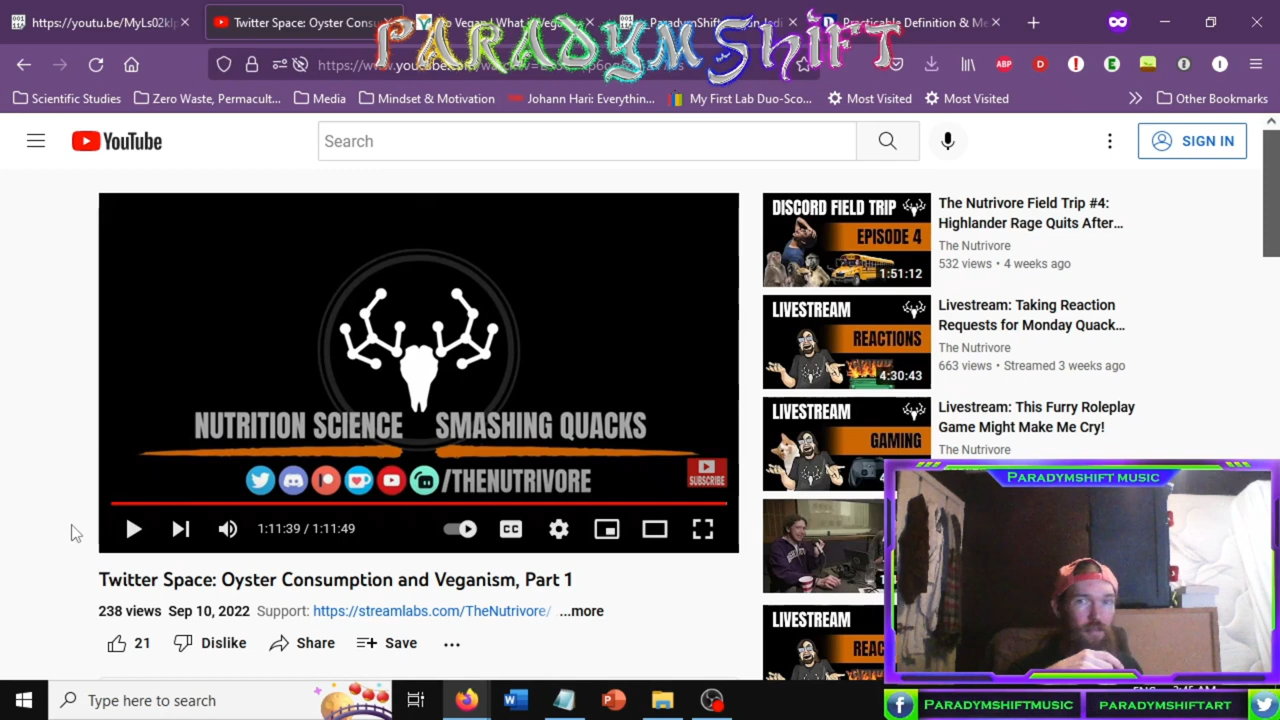 https://youtu.be/MyLs02klp
Twitter Space: Oyster Consu
ParadymShift
Practicable Definition & Me
PARADYMSHIFT
ABP
Scientific Studies
Zero Waste, Permacult...
Media
Mindset & Motivation
Johann Hari: Everythin...
My First Lab Duo-Sco...
Most Visited
Most Visited
Other Bookmarks
YouTube
Search
SIGN IN
NUTRITION SCIENCE SMASHING QUACKS
/THENUTRIVORE
SUBSCRIBE
1:11:39 / 1:11:49
CC
Twitter Space: Oyster Consumption and Veganism, Part 1
238 views Sep 10, 2022 Support: https://streamlabs.com/TheNutrivore/ ...more
21 Dislike Share Save
DISCORD FIELD TRIP
EPISODE 4
1:51:12
The Nutrivore Field Trip #4:
Highlander Rage Quits After...
The Nutrivore
532 views • 4 weeks ago
LIVESTREAM
REACTIONS
4:30:43
Livestream: Taking Reaction
Requests for Monday Quack...
The Nutrivore
663 views • Streamed 3 weeks ago
LIVESTREAM
GAMING
Livestream: This Furry Roleplay
Game Might Make Me Cry!
The Nutrivore
LIVESTREAM
PARADYMSHIFT MUSIC
Type here to search
PARADYMSHIFTMUSIC
PARADYMSHIFTART